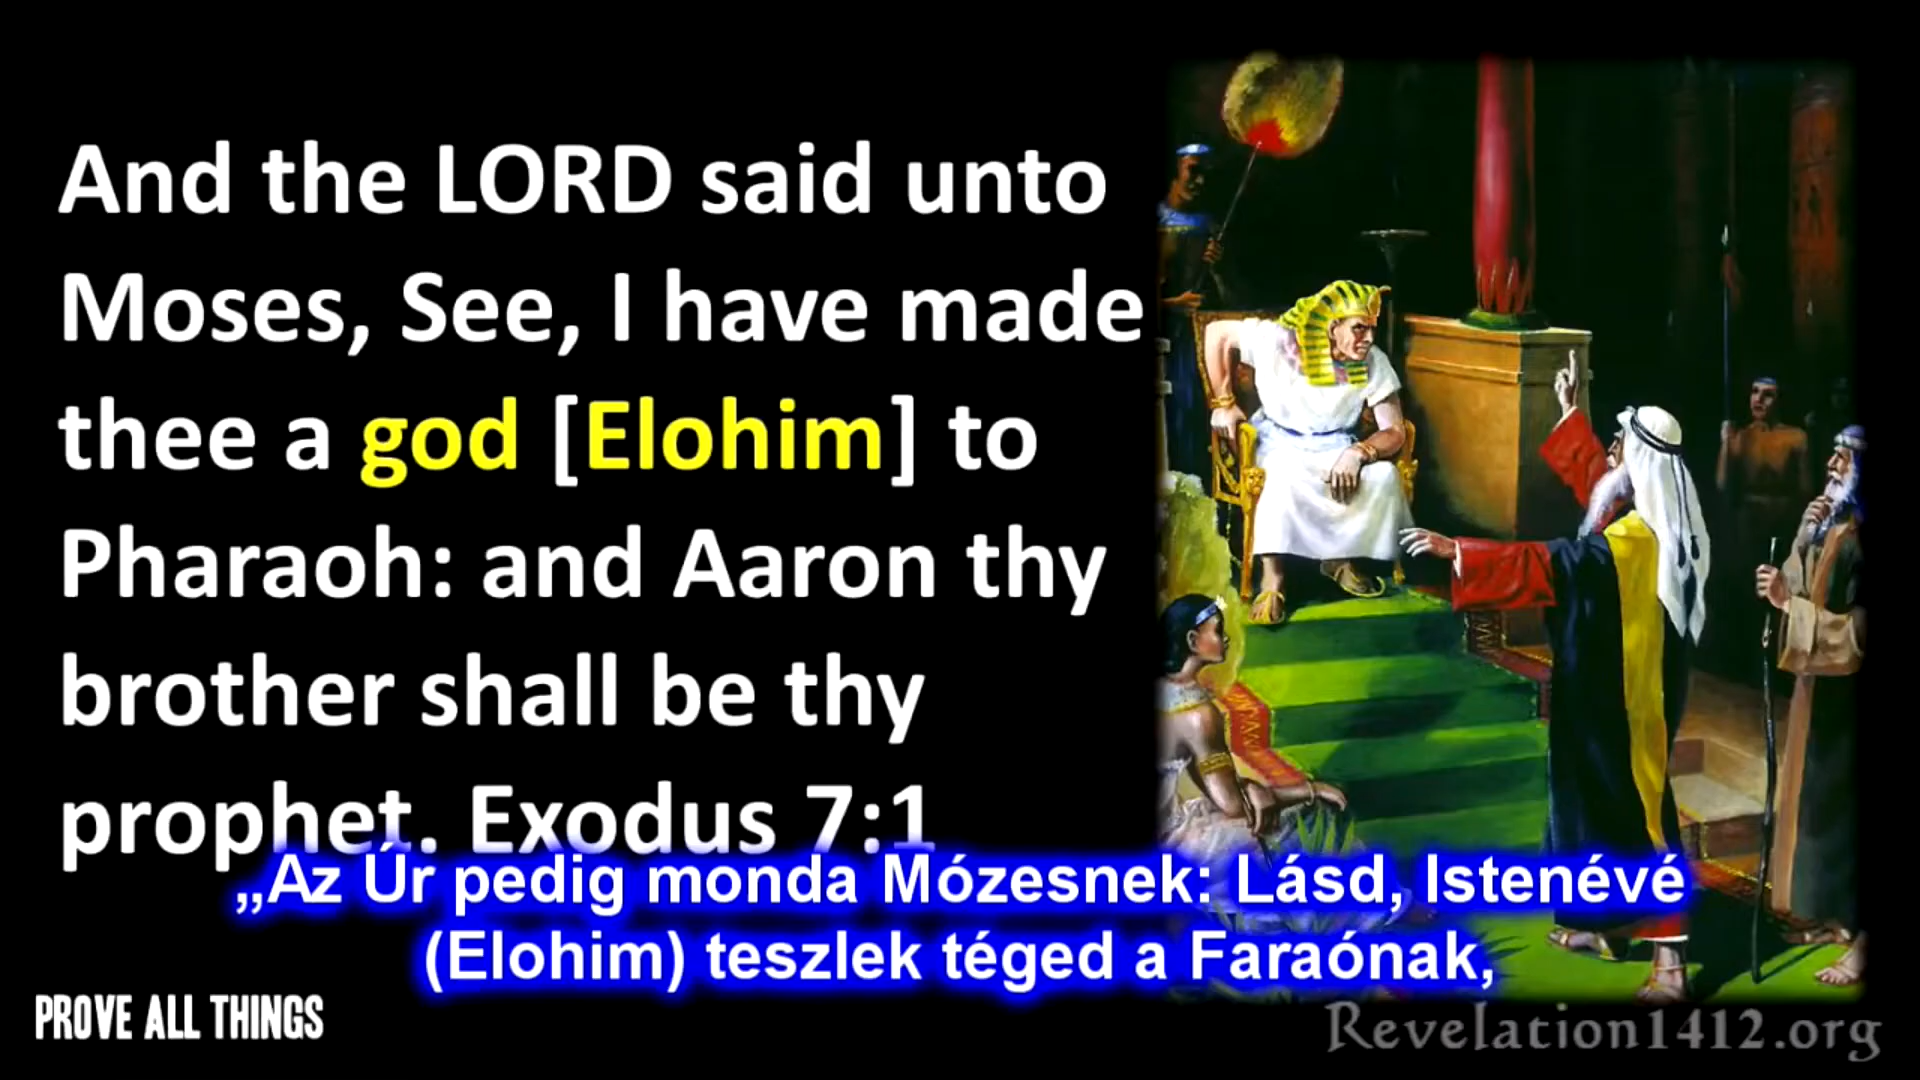 And the LORD said unto
Moses, See, I have made
thee a god [Elohim] to
Pharaoh: and Aaron thy
brother shall be thy
prophet. Exodus 7:1
„Az Úr pedig monda Mózesnek: Lásd, Istenévé
(Elohim) teszlek téged a Faraónak,
PROVE ALL THINGS
Revelation1412.org